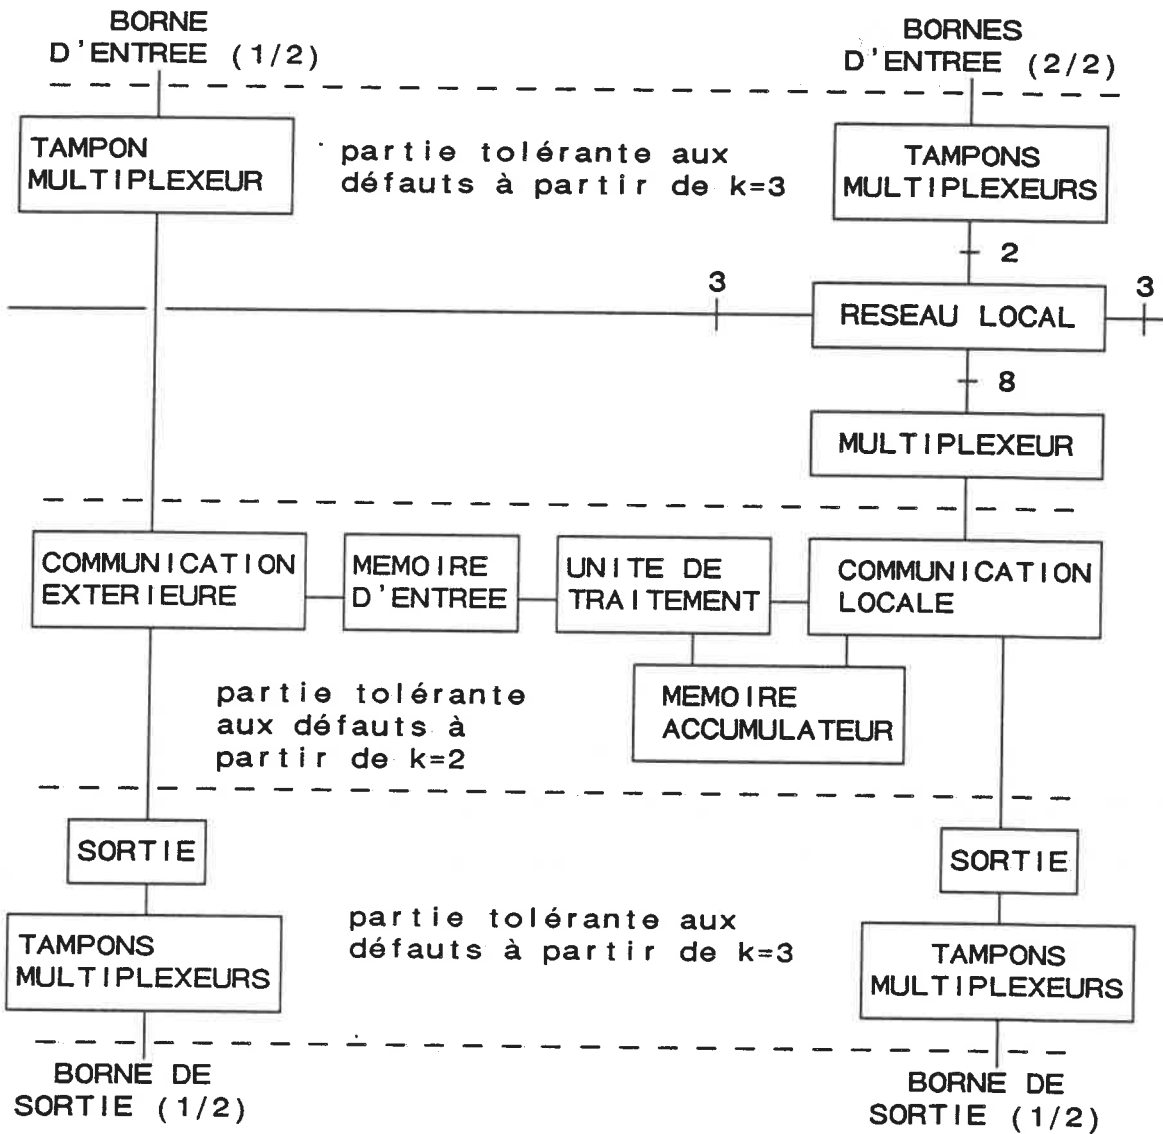 BORNE
D'ENTREE (1/2)
BORNES
D'ENTREE (2/2)
TAMPON
MULTIPLEXEUR
partie tolérante aux
défauts à partir de k=3
TAMPONS
MULTIPLEXEURS
2
3
RESEAU LOCAL
3
8
MULTIPLEXEUR
COMMUNICATION
EXTERIEURE
MEMOIRE
D'ENTREE
UNITE DE
TRAITEMENT
COMMUNICATION
LOCALE
partie tolérante
aux défauts à
partir de k=2
MEMOIRE
ACCUMULATEUR
SORTIE
SORTIE
TAMPONS
MULTIPLEXEURS
partie tolérante aux
défauts à partir de k=3
TAMPONS
MULTIPLEXEURS
BORNE DE
SORTIE (1/2)
BORNE DE
SORTIE (1/2)